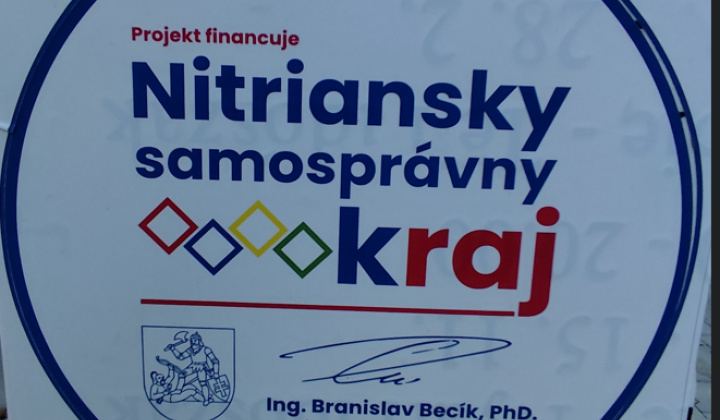 Projekt financuje
Nitriansky
samosprávny
kraj
Ing. Branislav Becík, PhD.